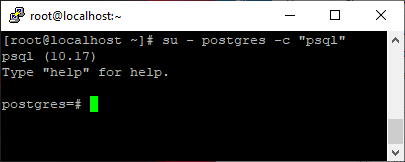 root@localhost:~
[root@localhost ~]# su - postgres -c "psql"
psql (10.17)
Type "help" for help.
postgres=#